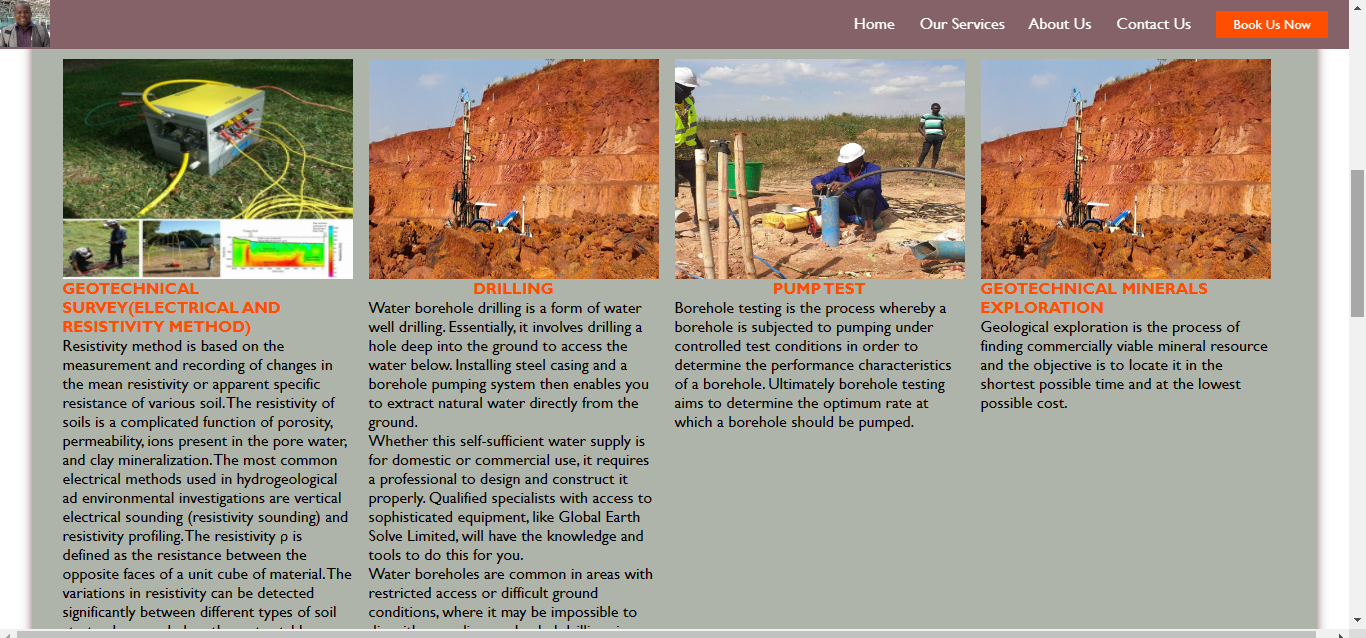 Home
Our Services
About Us
Contact Us
Book Us Now
GEOTECHNICAL
SURVEY(ELECTRICAL AND
RESISTIVITY METHOD)
Resistivity method is based on the
measurement and recording of changes in
the mean resistivity or apparent specific
resistance of various soil.The resistivity of
soils is a complicated function of porosity,
permeability, ions present in the pore water,
and clay mineralization.The most common
electrical methods used in hydrogeological
ad environmental investigations are vertical
electrical sounding (resistivity sounding) and
resistivity profiling.The resistivity ρ is
defined as the resistance between the
opposite faces of a unit cube of material.The
variations in resistivity can be detected
significantly between different types of soil
DRILLING
Water borehole drilling is a form of water
well drilling. Essentially, it involves drilling a
hole deep into the ground to access the
water below. Installing steel casing and a
borehole pumping system then enables you
to extract natural water directly from the
ground.
Whether this self-sufficient water supply is
for domestic or commercial use, it requires
a professional to design and construct it
properly. Qualified specialists with access to
sophisticated equipment, like Global Earth
Solve Limited, will have the knowledge and
tools to do this for you.
Water boreholes are common in areas with
restricted access or difficult ground
conditions, where it may be impossible to
PUMP TEST
Borehole testing is the process whereby a
borehole is subjected to pumping under
controlled test conditions in order to
determine the performance characteristics
of a borehole. Ultimately borehole testing
aims to determine the optimum rate at
which a borehole should be pumped.
GEOTECHNICAL MINERALS
EXPLORATION
Geological exploration is the process of
finding commercially viable mineral resource
and the objective is to locate it in the
shortest possible time and at the lowest
possible cost.